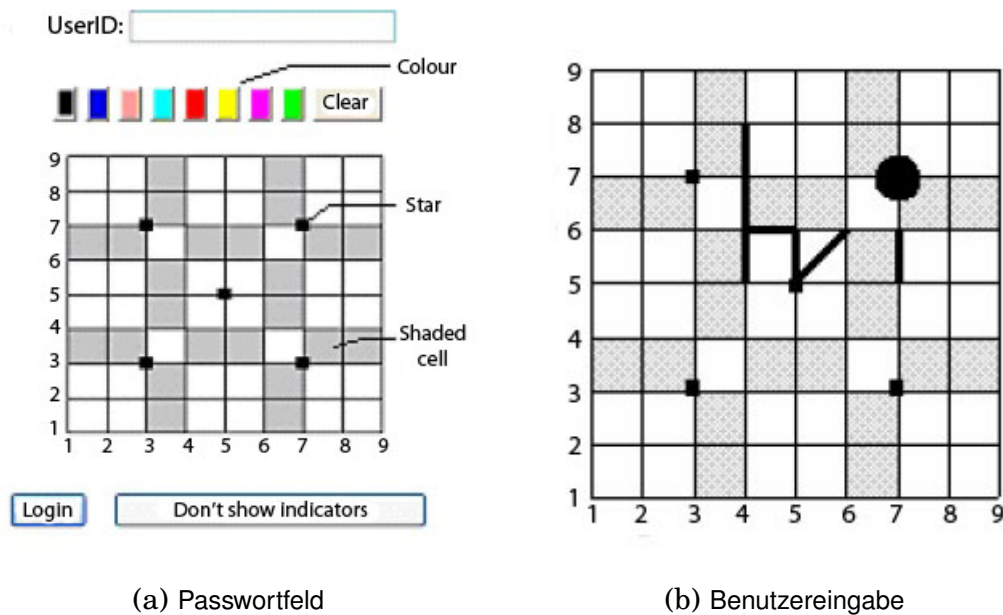 UserID:
Colour
Clear
9
8
7
6
5
4
3
2
1
1 2 3 4 5 6 7 8 9
Star
Shaded
cell
Login
Don't show indicators
(a) Passwortfeld
9
8
7
6
5
4
3
2
1
1 2 3 4 5 6 7 8 9
(b) Benutzereingabe